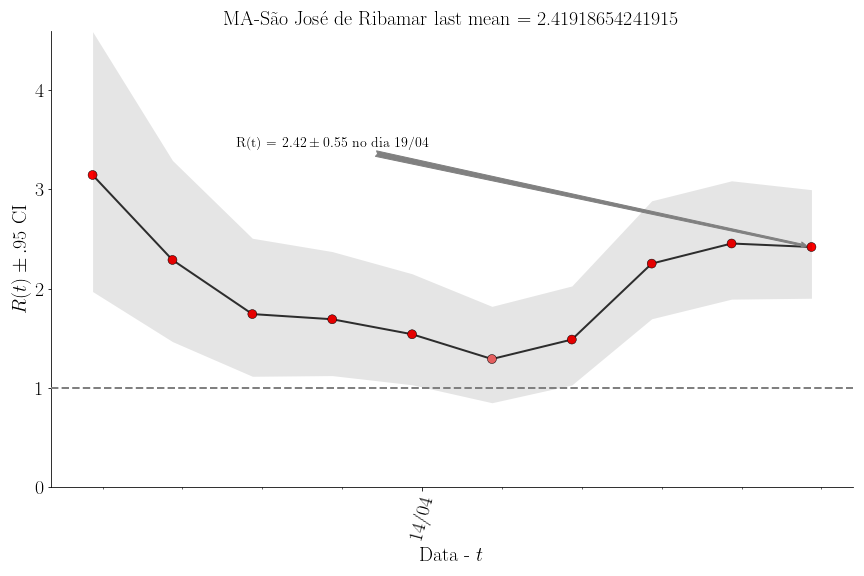 MA-São José de Ribamar last mean = 2.41918654241915
4
R(t) = 2.42 ± 0.55 no dia 19/04
3
R(t) ± .95 CI
2
1
0
14/04
Data - t